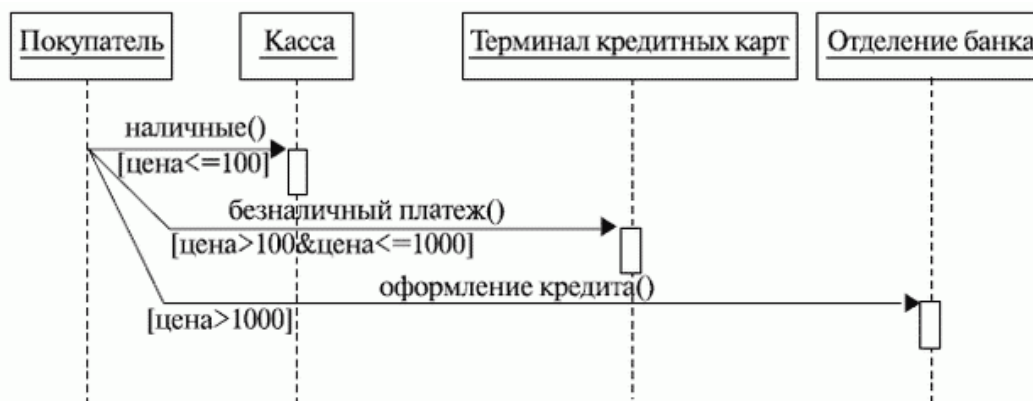 Покупатель
Касса
Терминал кредитных карт
Отделение банка
наличные()
[цена<=100]
безналичный платеж()
[цена>100&цена<=1000]
оформление кредита()
[цена>1000]